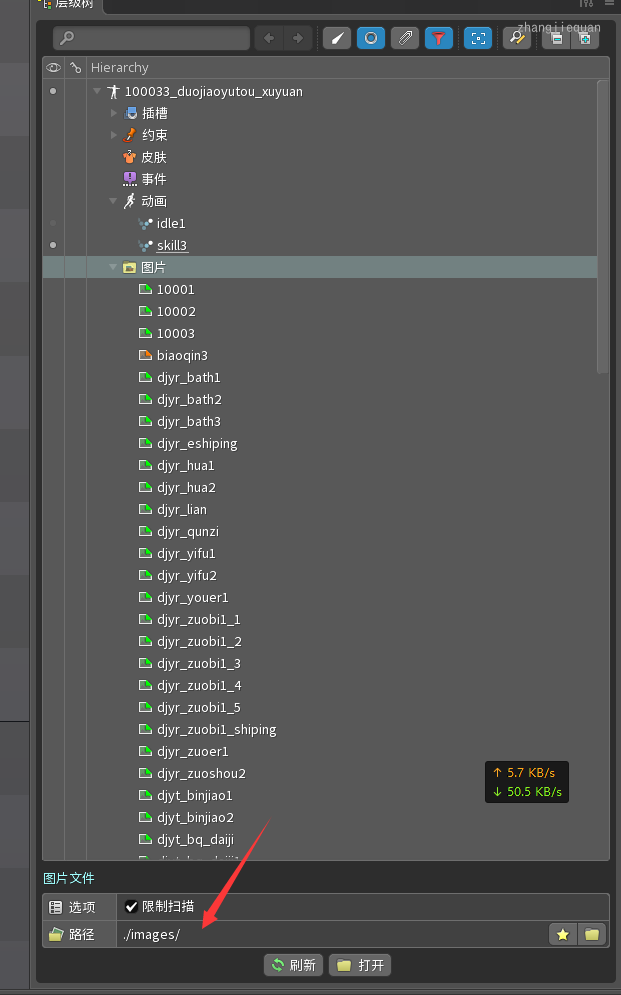 层级树
zhangjiequan
Hierarchy
100033_duojiaoyutou_xuyuan
插槽
约束
皮肤
事件
动画
idle1
skill3
图片
10001
10002
10003
biaoqin3
djyr_bath1
djyr_bath2
djyr_bath3
djyr_eshiping
djyr_hua1
djyr_hua2
djyr_lian
djyr_qunzi
djyr_yifu1
djyr_yifu2
djyr_youer1
djyr_zuobi1_1
djyr_zuobi1_2
djyr_zuobi1_3
djyr_zuobi1_4
djyr_zuobi1_5
djyr_zuobi1_shiping
djyr_zuoer1
djyr_zuoshou2
↑ 5.7 KB/s
djyt_binjiao1
↓ 50.5 KB/s
djyt_binjiao2
djyt_bq_daiji
图片文件
选项 限制扫描
路径 ./images/
刷新 打开